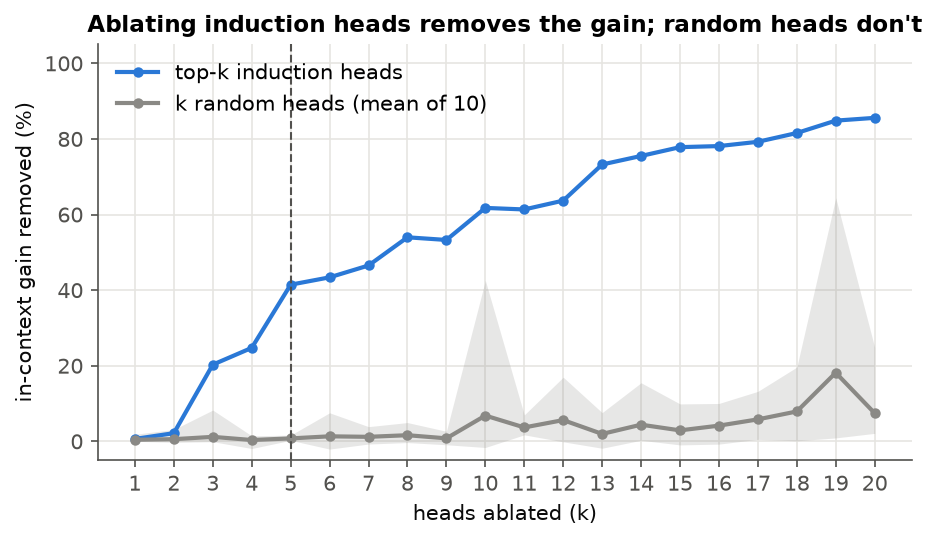 Ablating induction heads removes the gain; random heads don't
in-context gain removed (%)
100
80
60
40
20
0
top-k induction heads
k random heads (mean of 10)
1 2 3 4 5 6 7 8 9 10 11 12 13 14 15 16 17 18 19 20
heads ablated (k)